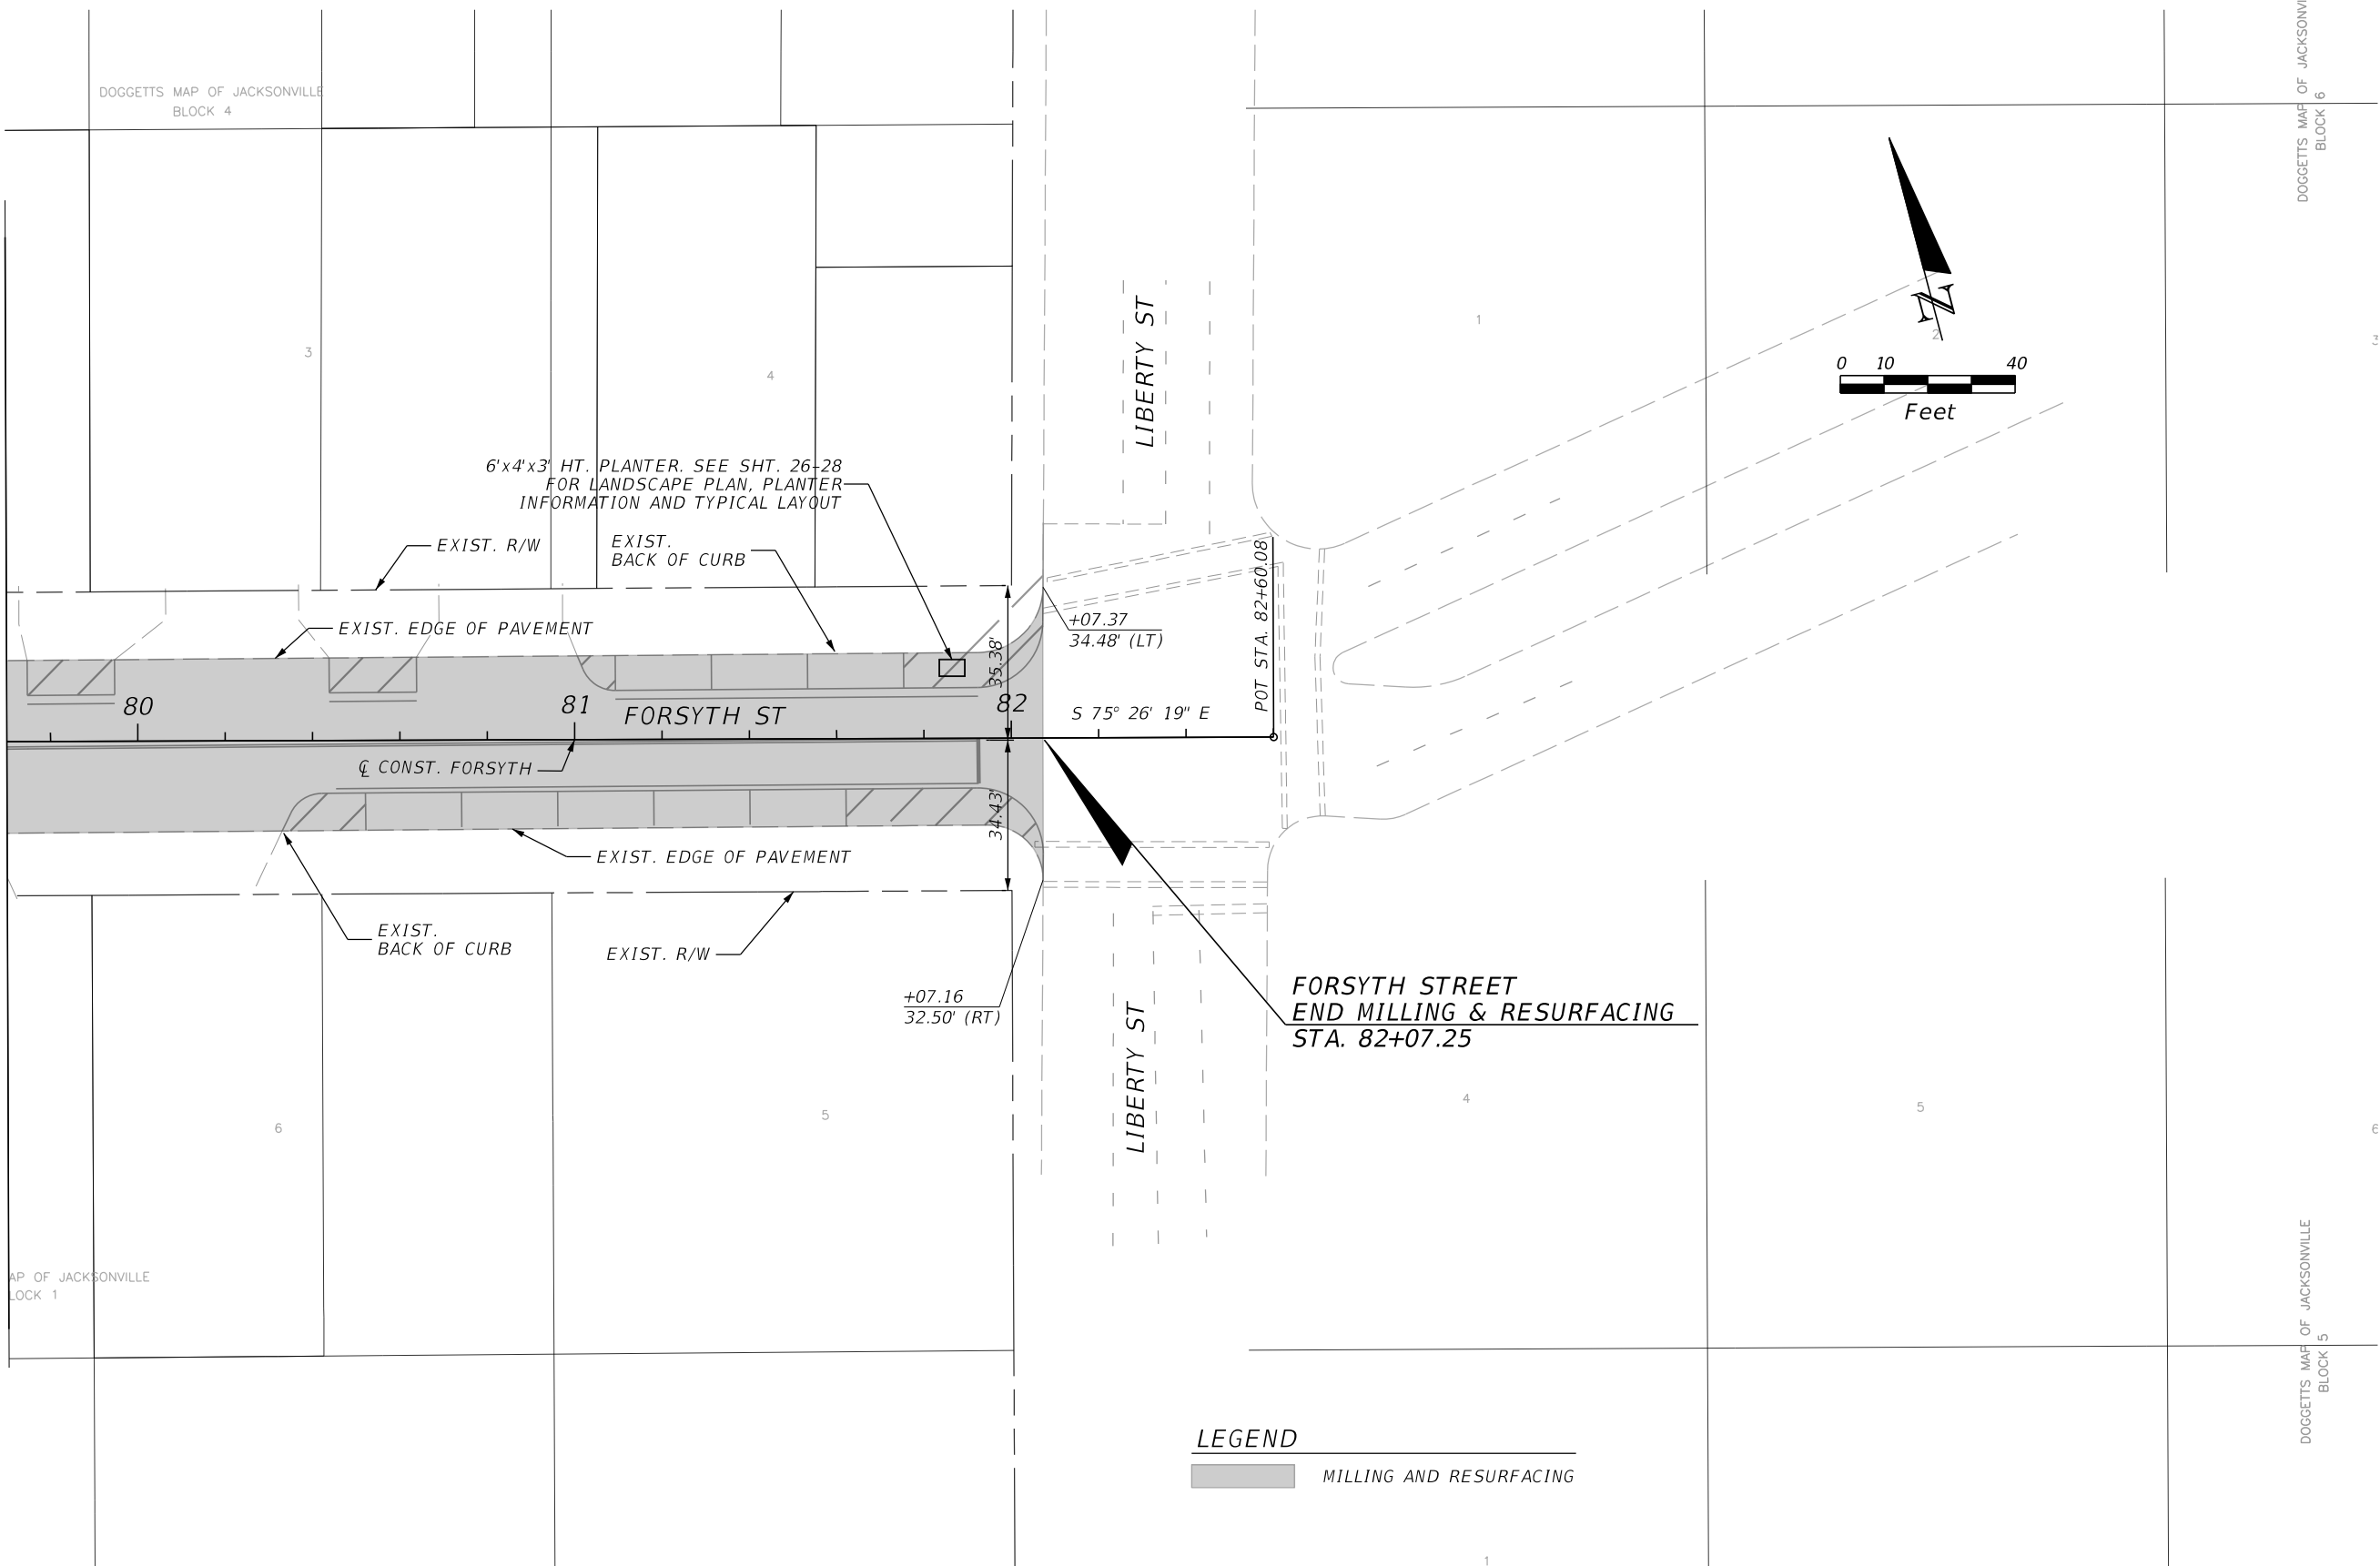 DOGGETTS MAP OF JACKSONVILLE
BLOCK 4
DOGGETTS MAP OF JACKSONVI
BLOCK 6
3
4
1
2
3
LIBERTY ST
N
0 10 40
Feet
6'x4'x3' HT. PLANTER. SEE SHT. 26-28
FOR LANDSCAPE PLAN, PLANTER
INFORMATION AND TYPICAL LAYOUT
EXIST. R/W
EXIST.
BACK OF CURB
EXIST. EDGE OF PAVEMENT
+07.37
34.48' (LT)
35.38'
POT STA. 82+60.08
80
81
82
FORSYTH ST
S 75° 26' 19" E
℄ CONST. FORSYTH
34.43'
EXIST. EDGE OF PAVEMENT
EXIST.
BACK OF CURB
EXIST. R/W
+07.16
32.50' (RT)
FORSYTH STREET
END MILLING & RESURFACING
STA. 82+07.25
LIBERTY ST
6
5
4
5
6
AP OF JACKSONVILLE
LOCK 1
DOGGETTS MAP OF JACKSONVILLE
BLOCK 5
LEGEND
MILLING AND RESURFACING
1